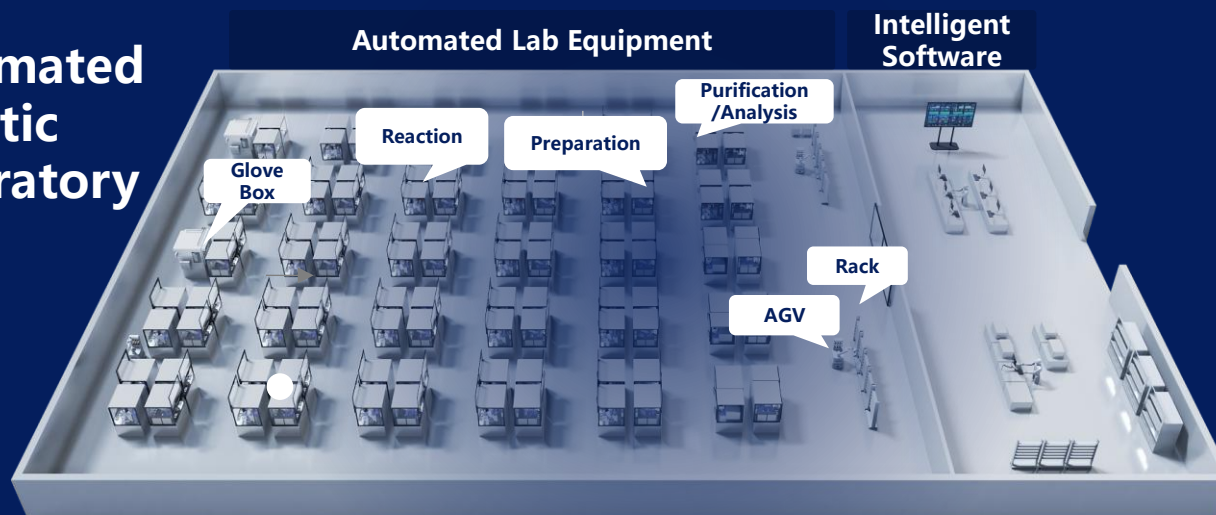 mated
tic
ratory
Automated Lab Equipment
Intelligent
Software
Purification
/Analysis
Reaction
Preparation
Glove
Box
Rack
AGV